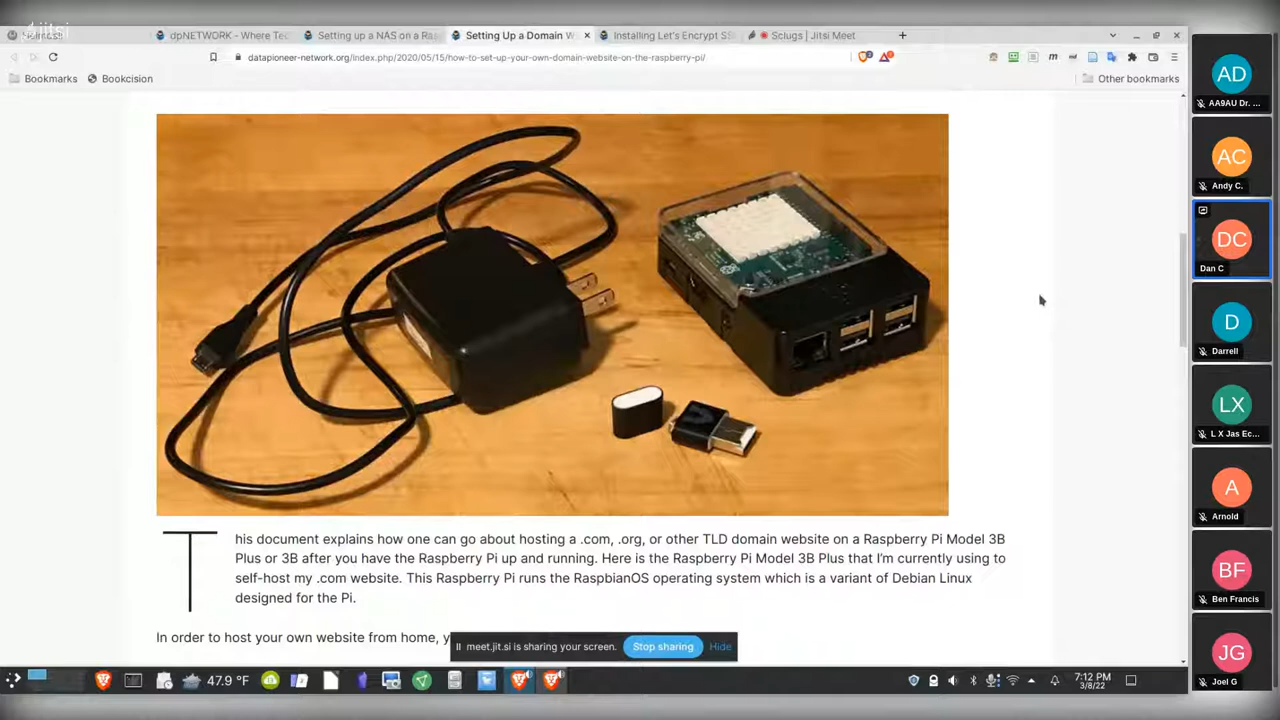 jitsi
dpNETWORK - Where Tec
Setting up a NAS on a Ras
Setting Up a Domain W
Installing Let's Encrypt SS
Sclugs | Jitsi Meet
datapioneer-network.org/index.php/2020/05/15/how-to-set-up-your-own-domain-website-on-the-raspberry-pi/
Bookmarks
Bookcision
Other bookmarks
AD
AA9AU Dr. ...
AC
Andy C.
DC
Dan C
D
Darrell
LX
L X Jas Ec...
A
Arnold
BF
Ben Francis
JG
Joel G
This document explains how one can go about hosting a .com, .org, or other TLD domain website on a Raspberry Pi Model 3B
Plus or 3B after you have the Raspberry Pi up and running. Here is the Raspberry Pi Model 3B Plus that I'm currently using to
self-host my .com website. This Raspberry Pi runs the RaspbianOS operating system which is a variant of Debian Linux
designed for the Pi.
In order to host your own website from home, y
meet.jit.si is sharing your screen.
Stop sharing
Hide
47.9 °F
7:12 PM
3/8/22